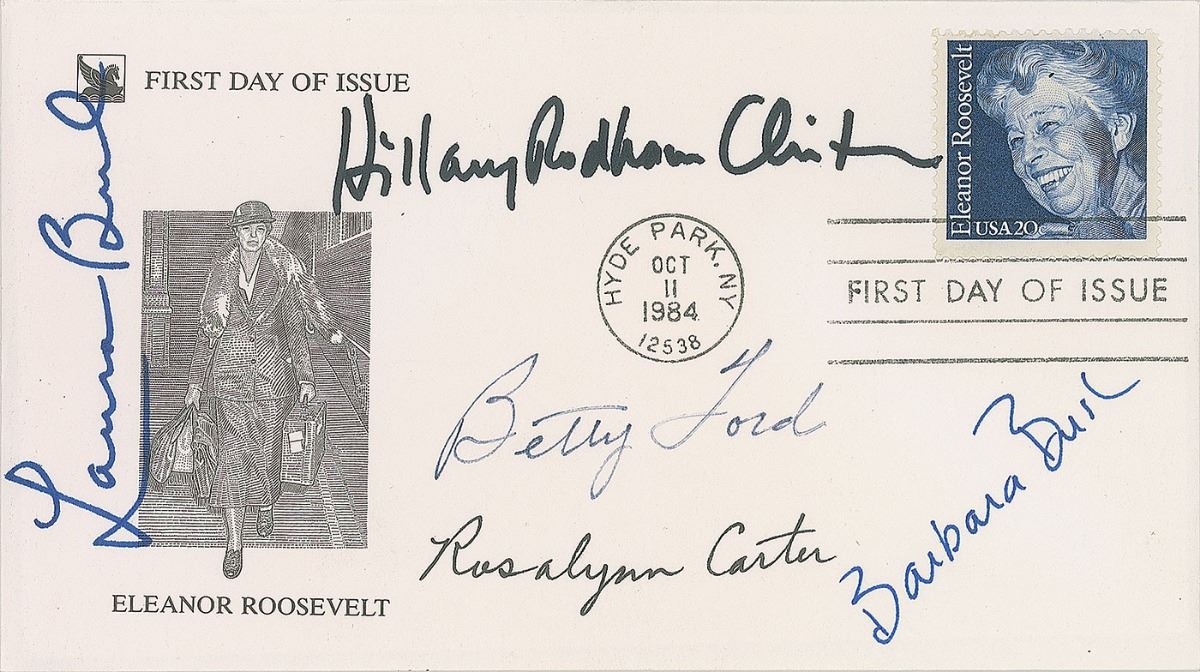 FIRST DAY OF ISSUE
Hillary Rodham Clinton
Eleanor Roosevelt
USA 20c
Laura Bush
HYDE PARK, NY
OCT
11
1984
12538
FIRST DAY OF ISSUE
Betty Ford
Barbara Bush
Rosalynn Carter
ELEANOR ROOSEVELT